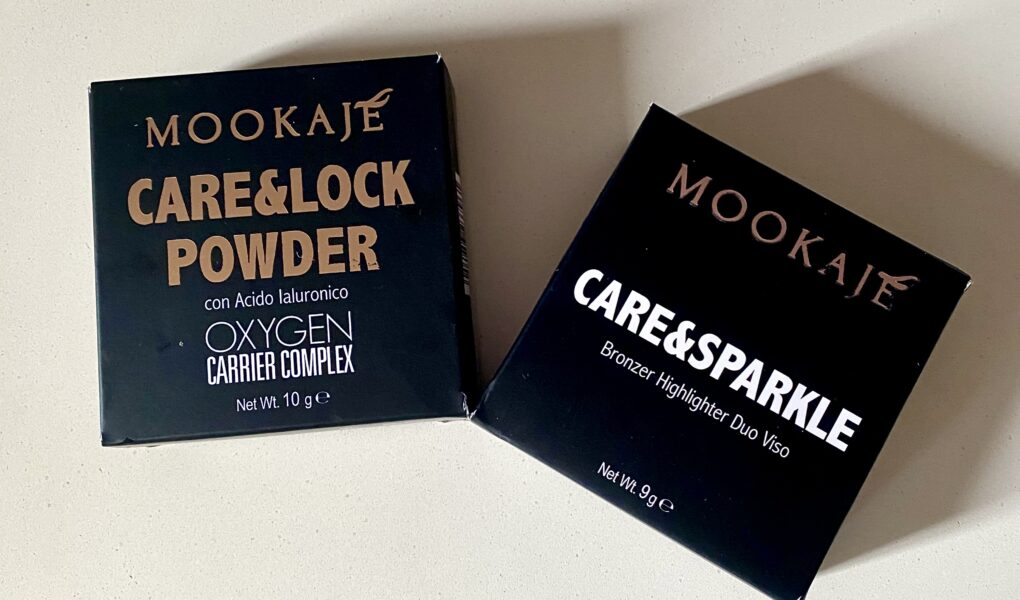 MOOKAJE
CARE&LOCK
POWDER
con Acido Ialuronico
OXYGEN
CARRIER COMPLEX
Net Wt. 10 g ℮
MOOKAJE
CARE&SPARKLE
Bronzer Highlighter Duo Viso
Net Wt. 9g ℮